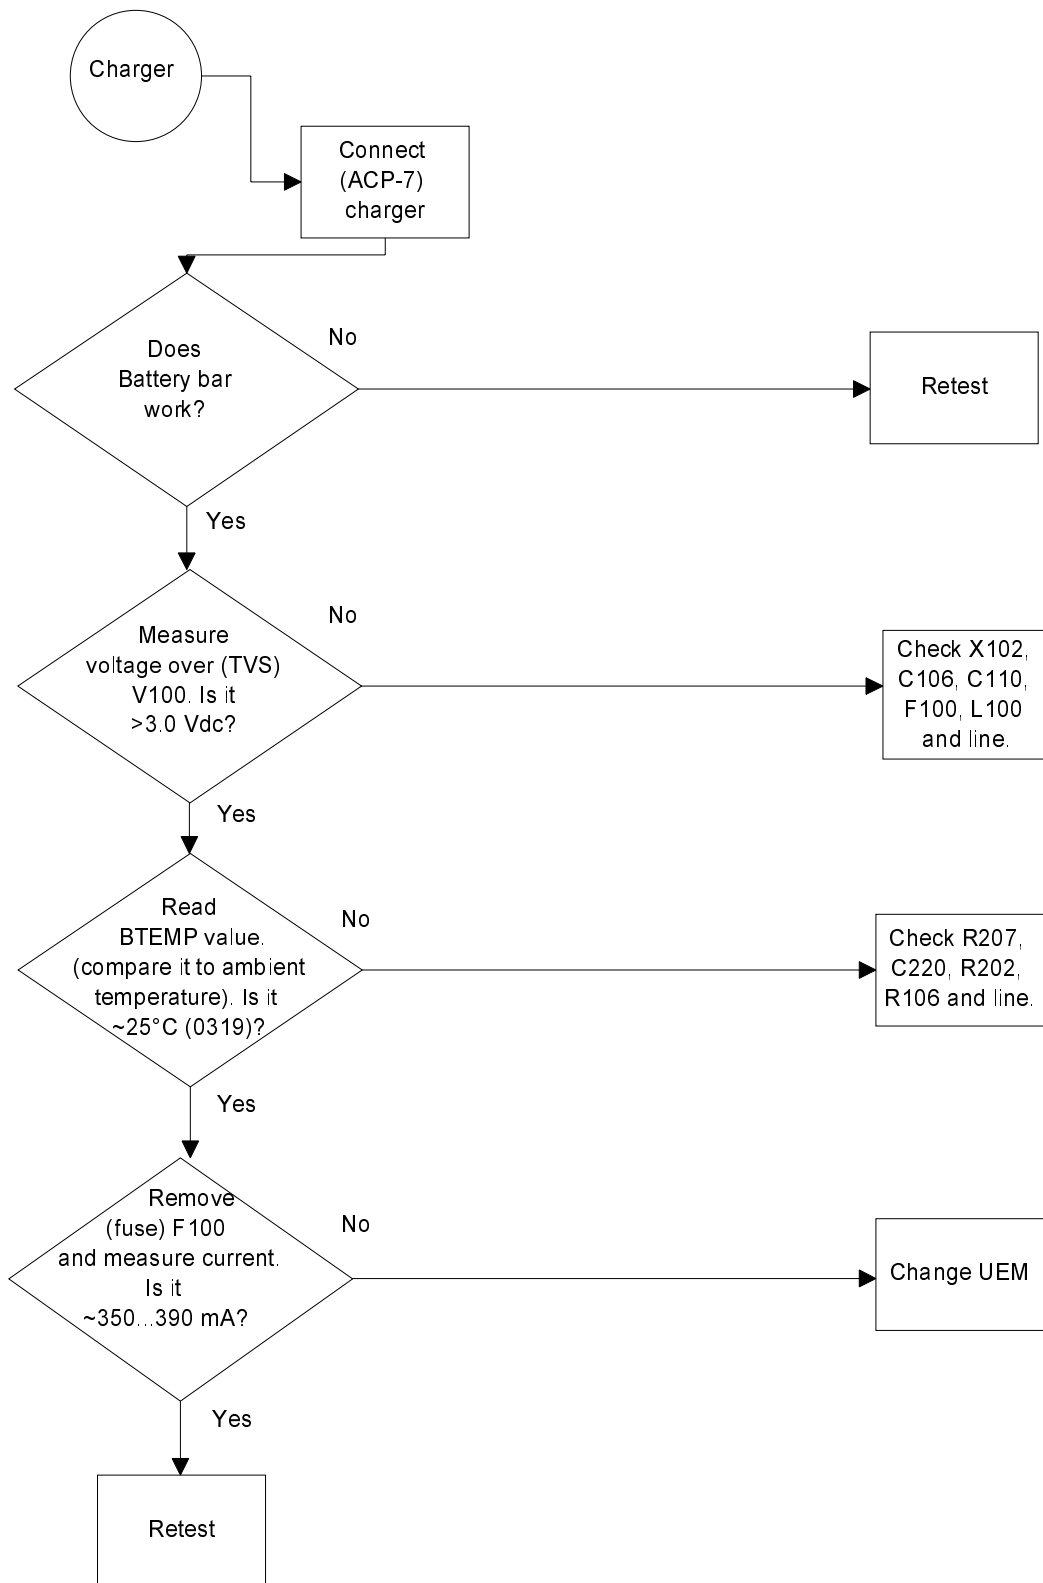 Charger
Connect
(ACP-7)
charger
Does
Battery bar
work?
No
Retest
Yes
Measure
voltage over (TVS)
V100. Is it
>3.0 Vdc?
No
Check X102,
C106, C110,
F100, L100
and line.
Yes
Read
BTEMP value.
(compare it to ambient
temperature). Is it
~25°C (0319)?
No
Check R207,
C220, R202,
R106 and line.
Yes
Remove
(fuse) F100
and measure current.
Is it
~350...390 mA?
No
Change UEM
Yes
Retest